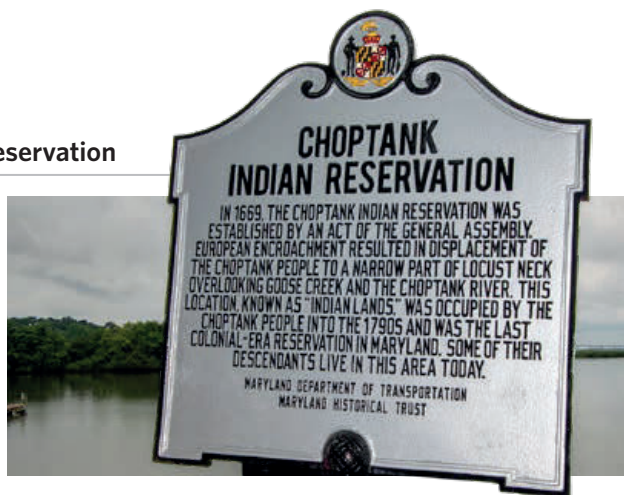 eservation
CHOPTANK
INDIAN RESERVATION
IN 1669, THE CHOPTANK INDIAN RESERVATION WAS
ESTABLISHED BY AN ACT OF THE GENERAL ASSEMBLY.
EUROPEAN ENCROACHMENT RESULTED IN DISPLACEMENT OF
THE CHOPTANK PEOPLE TO A NARROW PART OF LOCUST NECK
OVERLOOKING GOOSE CREEK AND THE CHOPTANK RIVER. THIS
LOCATION, KNOWN AS "INDIAN LANDS," WAS OCCUPIED BY THE
CHOPTANK PEOPLE INTO THE 1790S AND WAS THE LAST
COLONIAL-ERA RESERVATION IN MARYLAND. SOME OF THEIR
DESCENDANTS LIVE IN THIS AREA TODAY.
MARYLAND DEPARTMENT OF TRANSPORTATION
MARYLAND HISTORICAL TRUST